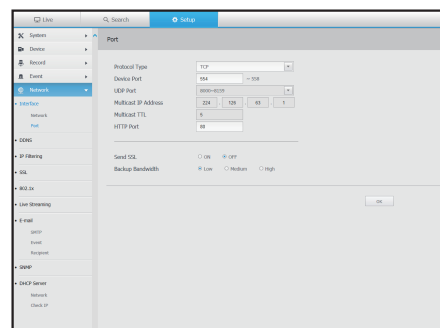 Live
Search
Setup
System
Device
Record
Event
Network
Interface
Network
Port
DDNS
IP Filtering
SSL
802.1x
Live Streaming
E-mail
SMTP
Event
Recipient
SNMP
DHCP Server
Network
Check IP
Port
Protocol Type TCP
Device Port 554 ~ 558
UDP Port 8000~8159
Multicast IP Address 224 . 126 . 63 . 1
Multicast TTL 5
HTTP Port 80
Send SSL ON OFF
Backup Bandwidth Low Medium High
OK